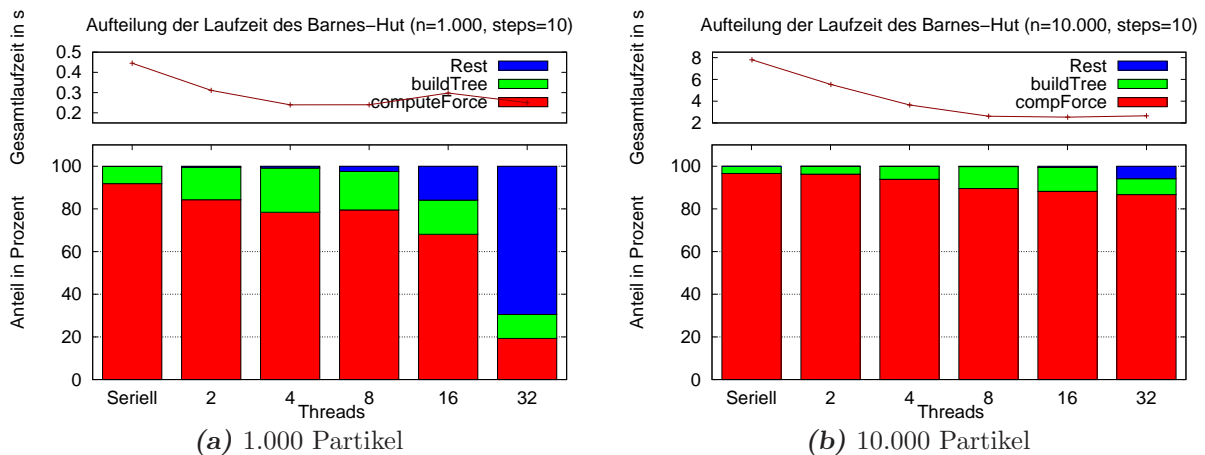 Aufteilung der Laufzeit des Barnes-Hut (n=1.000, steps=10)
Gesamtlaufzeit in s
0.5
0.4
0.3
0.2
Rest
buildTree
computeForce
Anteil in Prozent
100
80
60
40
20
0
Seriell 2 4 8 16 32
Threads
(a) 1.000 Partikel
Aufteilung der Laufzeit des Barnes-Hut (n=10.000, steps=10)
Gesamtlaufzeit in s
8
6
4
2
Rest
buildTree
compForce
Anteil in Prozent
100
80
60
40
20
0
Seriell 2 4 8 16 32
Threads
(b) 10.000 Partikel